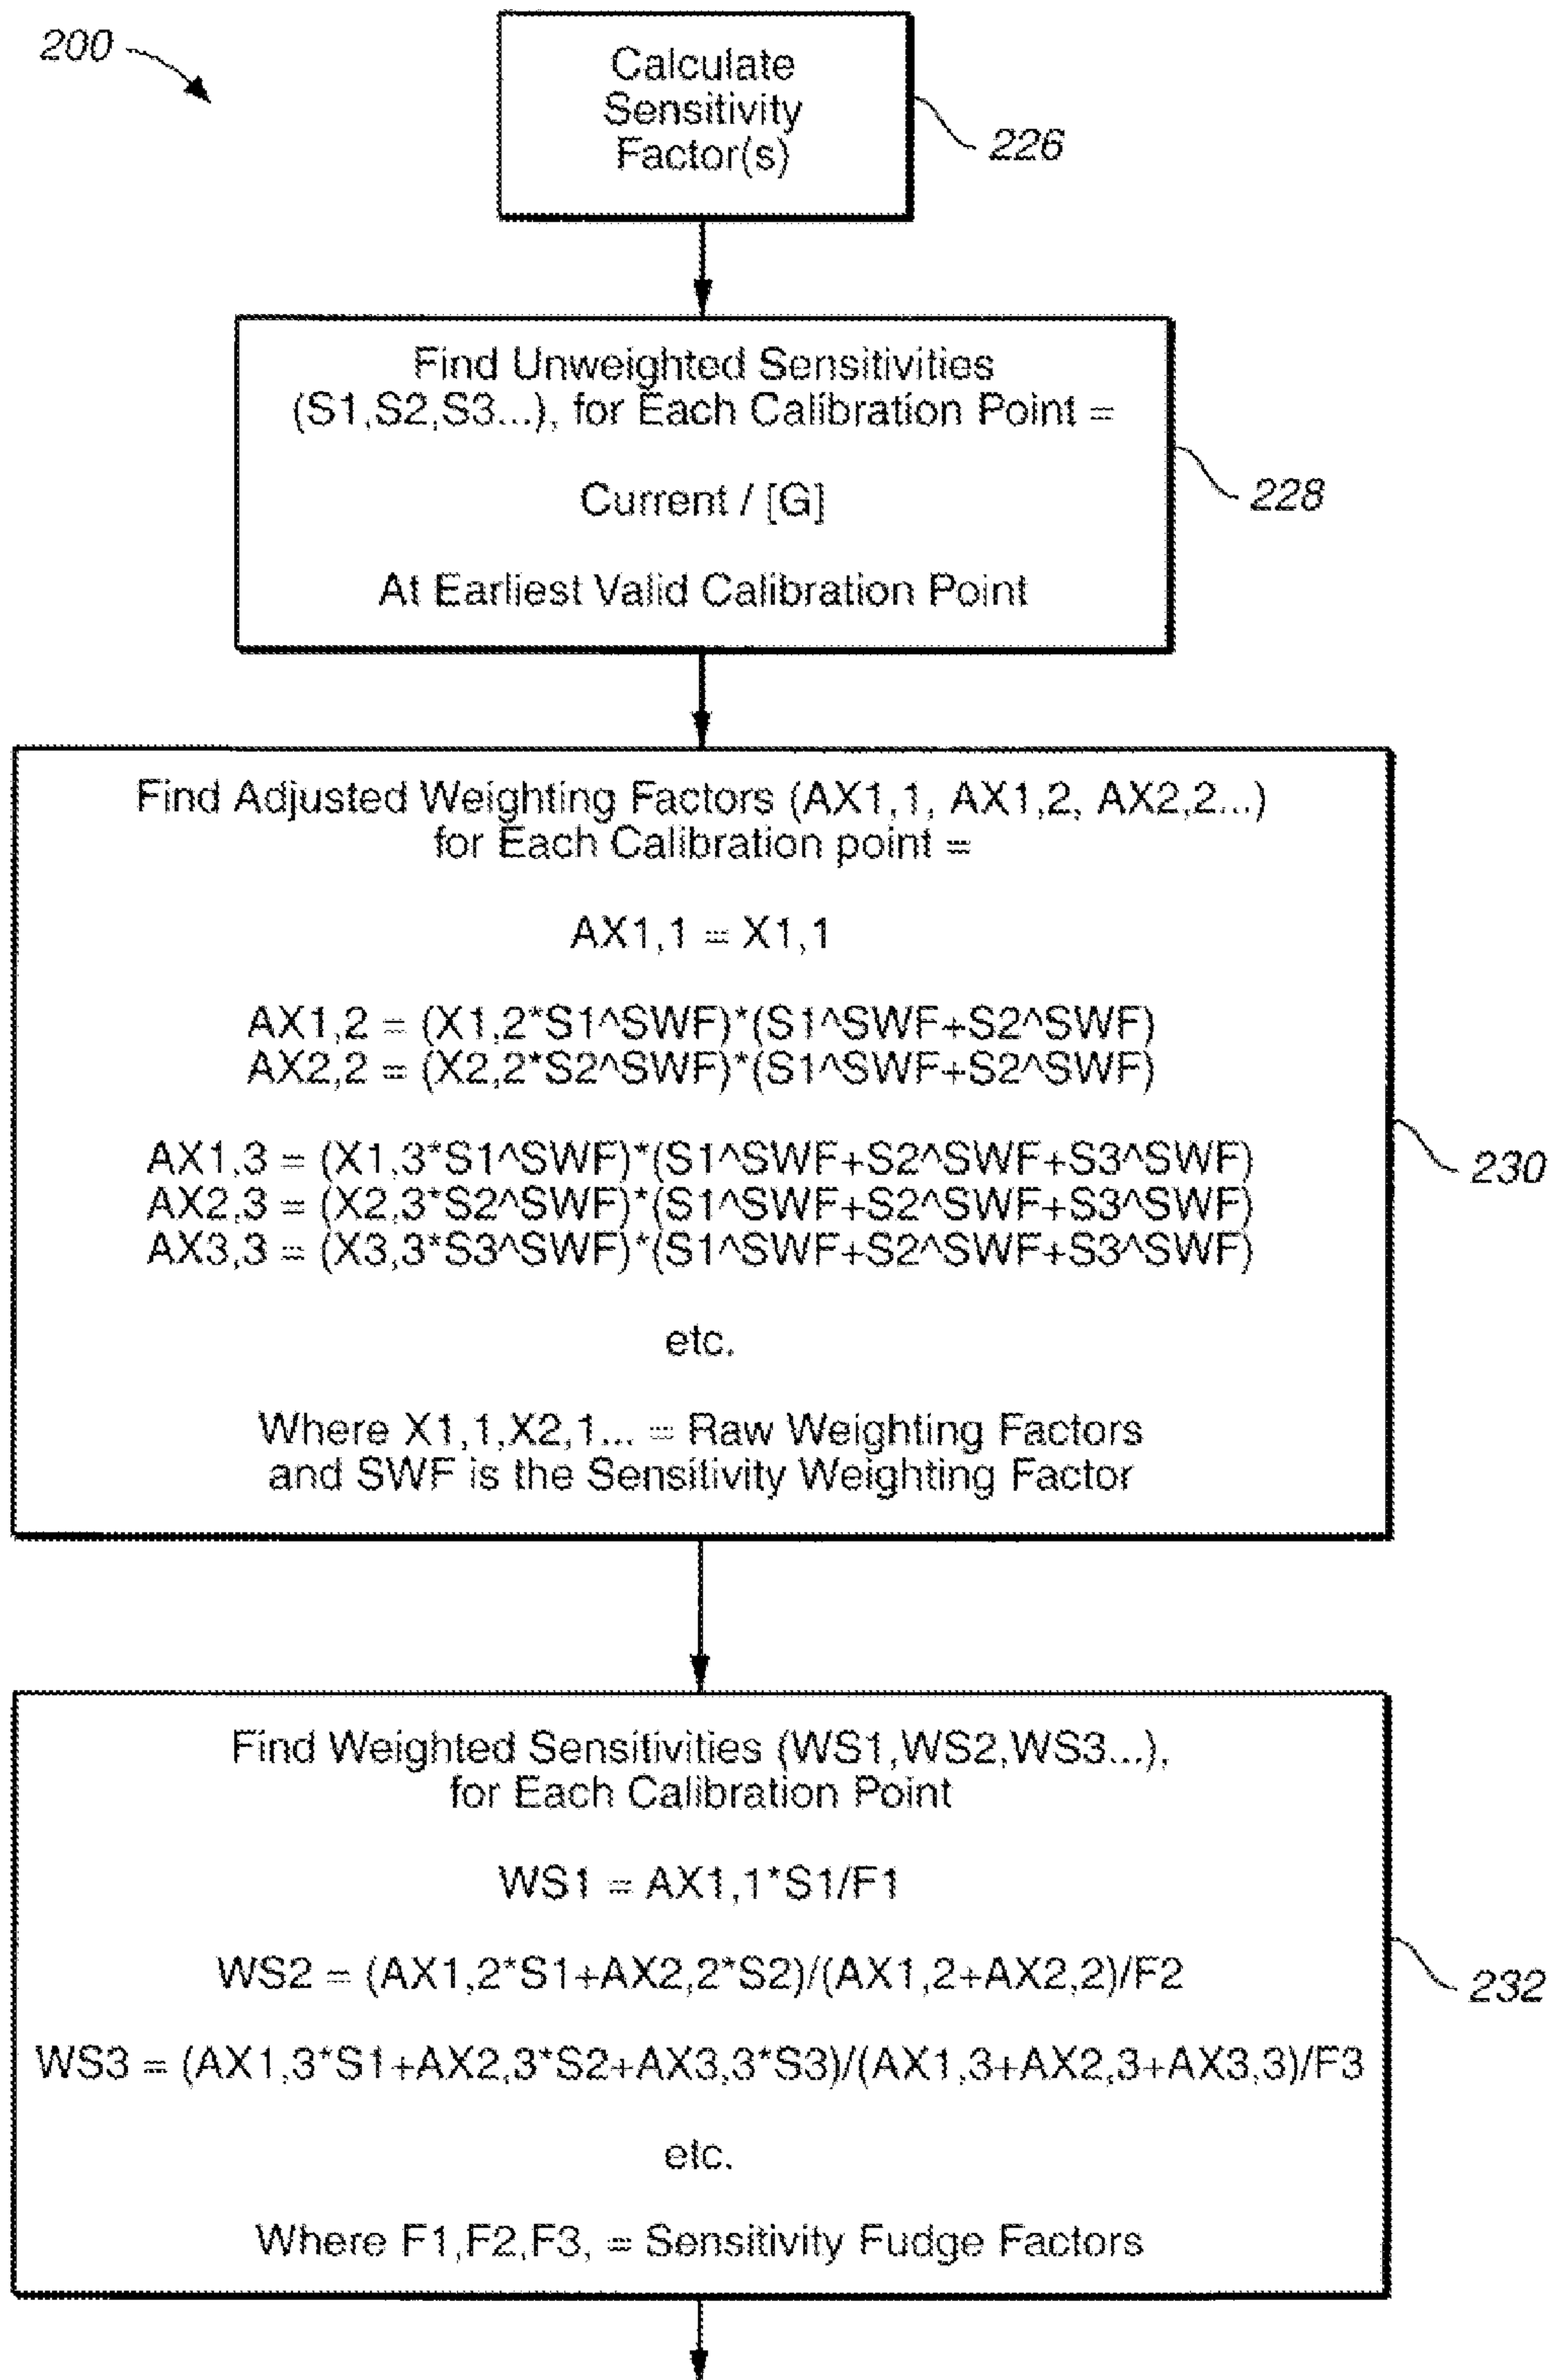 200
Calculate
Sensitivity
Factor(s)
226
Find Unweighted Sensitivities
(S1,S2,S3...), for Each Calibration Point =
Current / [G]
At Earliest Valid Calibration Point
228
Find Adjusted Weighting Factors (AX1,1, AX1,2, AX2,2...)
for Each Calibration point =
AX1,1 = X1,1
AX1,2 = (X1,2*S1^SWF)*(S1^SWF+S2^SWF)
AX2,2 = (X2,2*S2^SWF)*(S1^SWF+S2^SWF)
AX1,3 = (X1,3*S1^SWF)*(S1^SWF+S2^SWF+S3^SWF)
AX2,3 = (X2,3*S2^SWF)*(S1^SWF+S2^SWF+S3^SWF)
AX3,3 = (X3,3*S3^SWF)*(S1^SWF+S2^SWF+S3^SWF)
etc.
Where X1,1,X2,1... = Raw Weighting Factors
and SWF is the Sensitivity Weighting Factor
230
Find Weighted Sensitivities (WS1,WS2,WS3...),
for Each Calibration Point
WS1 = AX1,1*S1/F1
WS2 = (AX1,2*S1+AX2,2*S2)/(AX1,2+AX2,2)/F2
WS3 = (AX1,3*S1+AX2,3*S2+AX3,3*S3)/(AX1,3+AX2,3+AX3,3)/F3
etc.
Where F1,F2,F3, = Sensitivity Fudge Factors
232